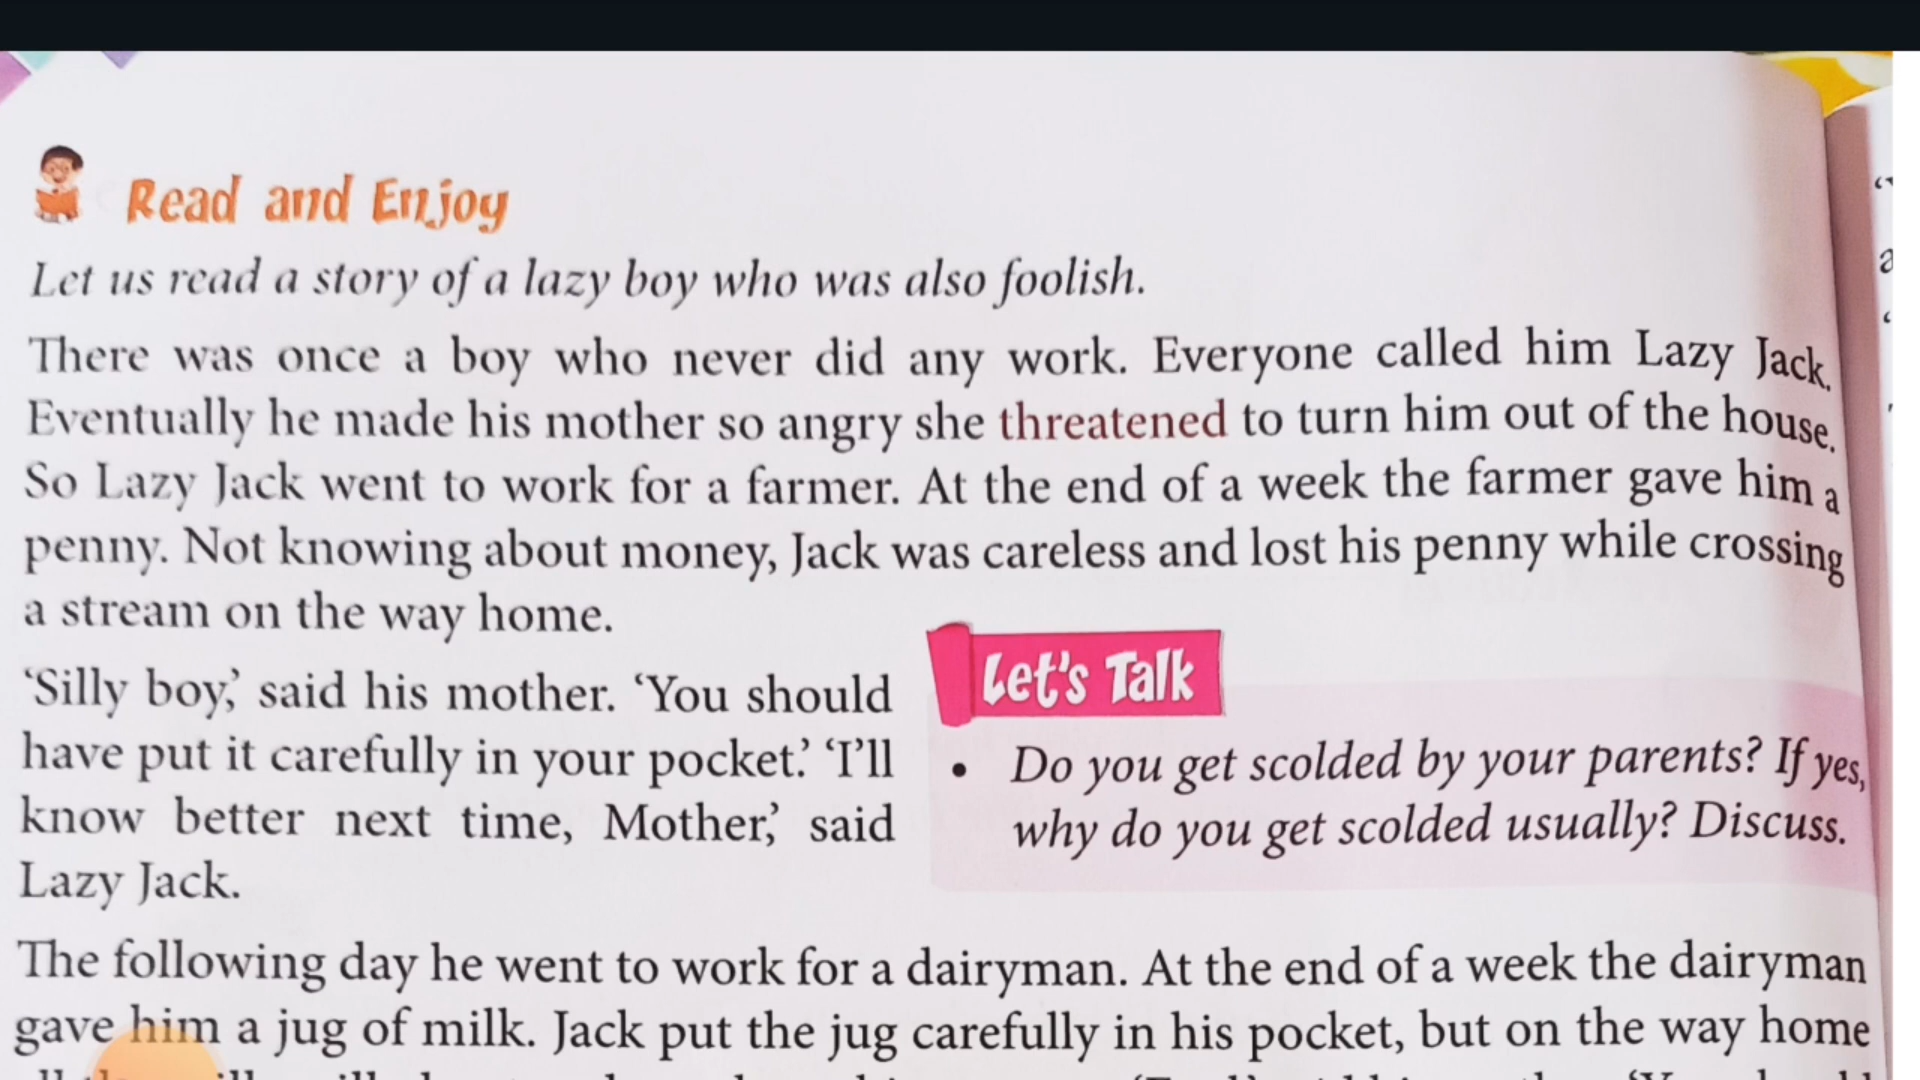 Read and Enjoy
Let us read a story of a lazy boy who was also foolish.
There was once a boy who never did any work. Everyone called him Lazy Jack.
Eventually he made his mother so angry she threatened to turn him out of the house.
So Lazy Jack went to work for a farmer. At the end of a week the farmer gave him a
penny. Not knowing about money, Jack was careless and lost his penny while crossing
a stream on the way home.
‘Silly boy,’ said his mother. ‘You should
have put it carefully in your pocket.’ ‘I’ll
know better next time, Mother,’ said
Lazy Jack.
Let's Talk
• Do you get scolded by your parents? If yes,
why do you get scolded usually? Discuss.
The following day he went to work for a dairyman. At the end of a week the dairyman
gave him a jug of milk. Jack put the jug carefully in his pocket, but on the way home